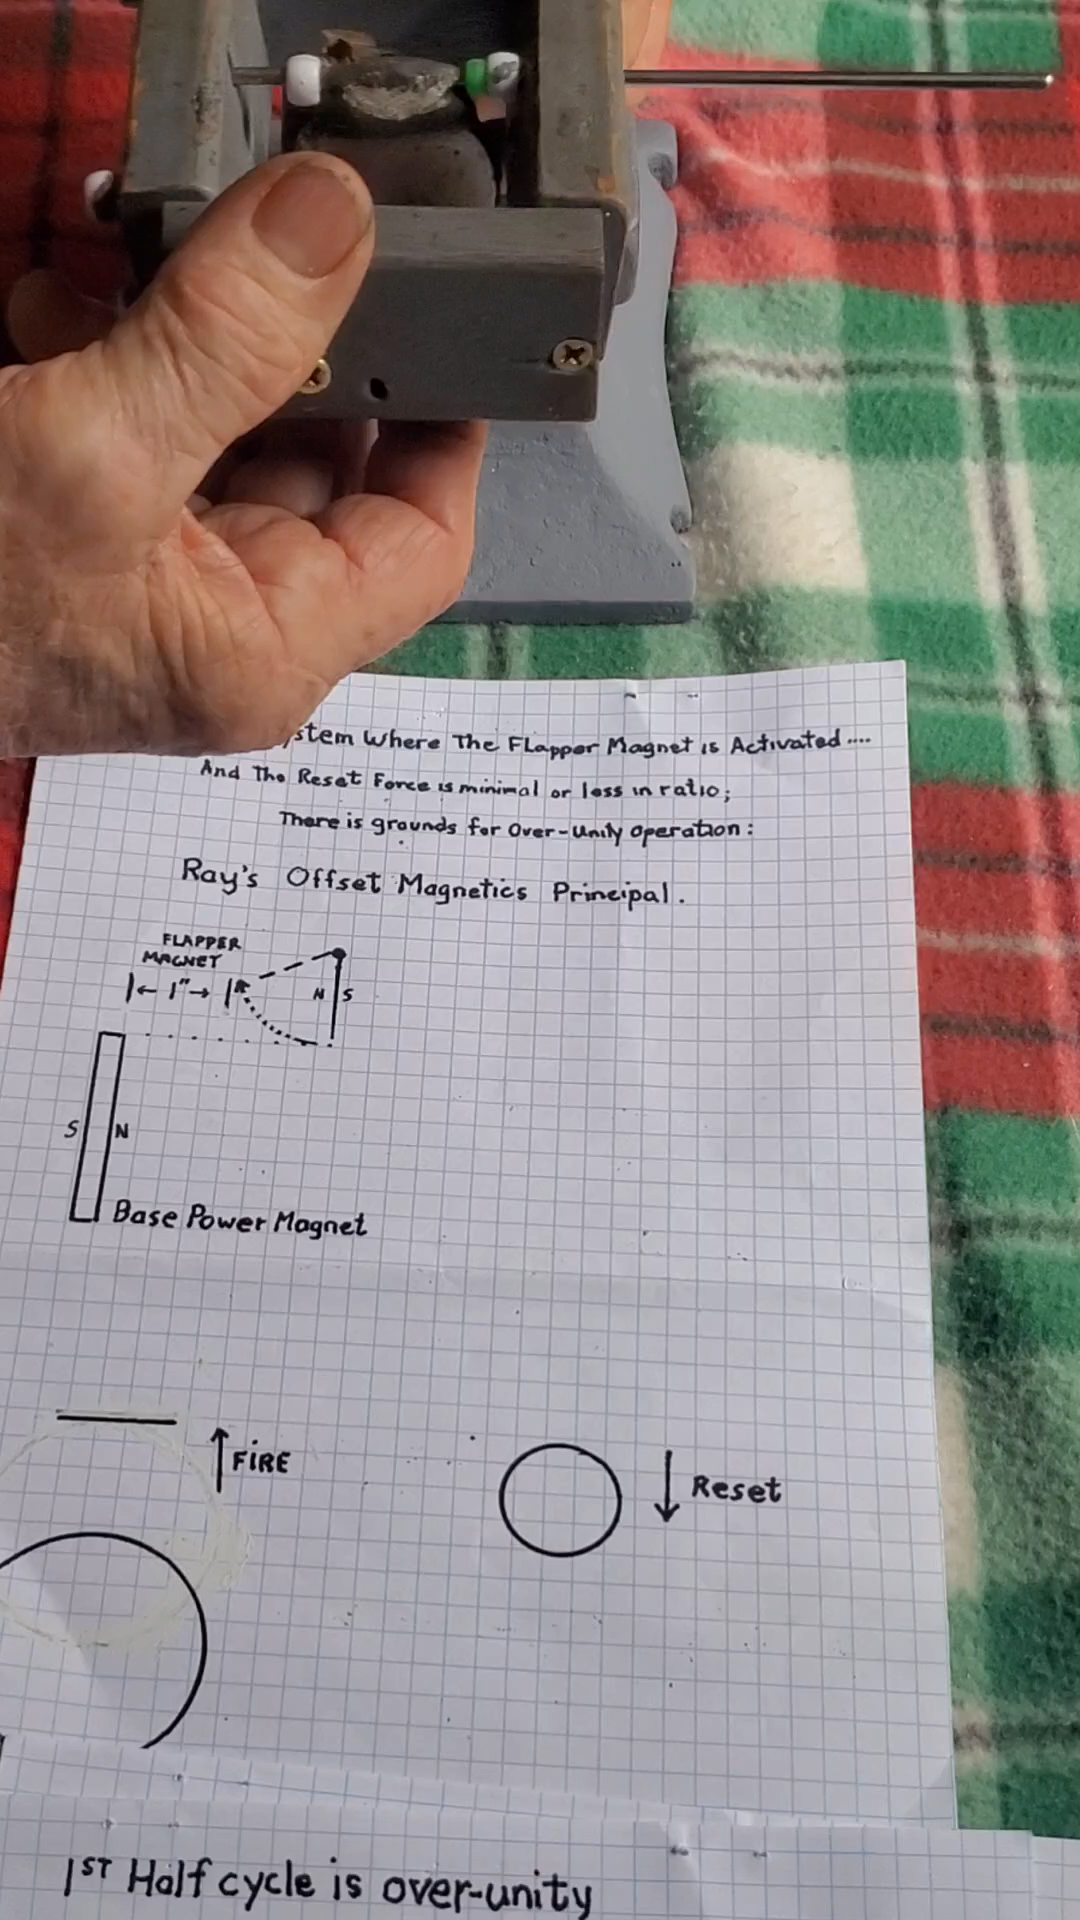 stem Where The Flapper Magnet is Activated....
And The Reset Force is minimal or less in ratio;
There is grounds for Over-Unity operation:
Ray's Offset Magnetics Principal.
FLAPPER
MAGNET
1"
N S
S N
Base Power Magnet
FIRE
Reset
1ST Half cycle is over-unity